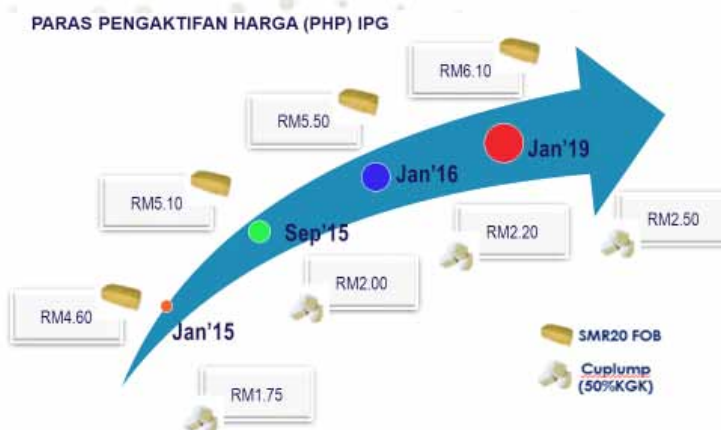 PARAS PENGAKTIFAN HARGA (PHP) IPG
RM6.10
RM5.50
Jan'19
Jan'16
RM5.10
RM2.50
Sep'15
RM2.20
RM2.00
RM4.60
Jan'15
SMR20 FOB
Cuplump
(50%KGK)
RM1.75